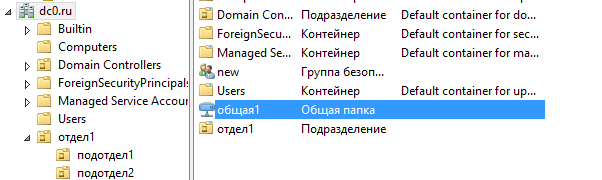 dc0.ru
Builtin
Computers
Domain Controllers
ForeignSecurityPrincipals
Managed Service Accour
Users
отдел1
подотдел1
подотдел2
Domain Con... Подразделение Default container for do...
ForeignSecu... Контейнер Default container for sec...
Managed Se... Контейнер Default container for ma...
new Группа безоп...
Users Контейнер Default container for up...
общая1 Общая папка
отдел1 Подразделение